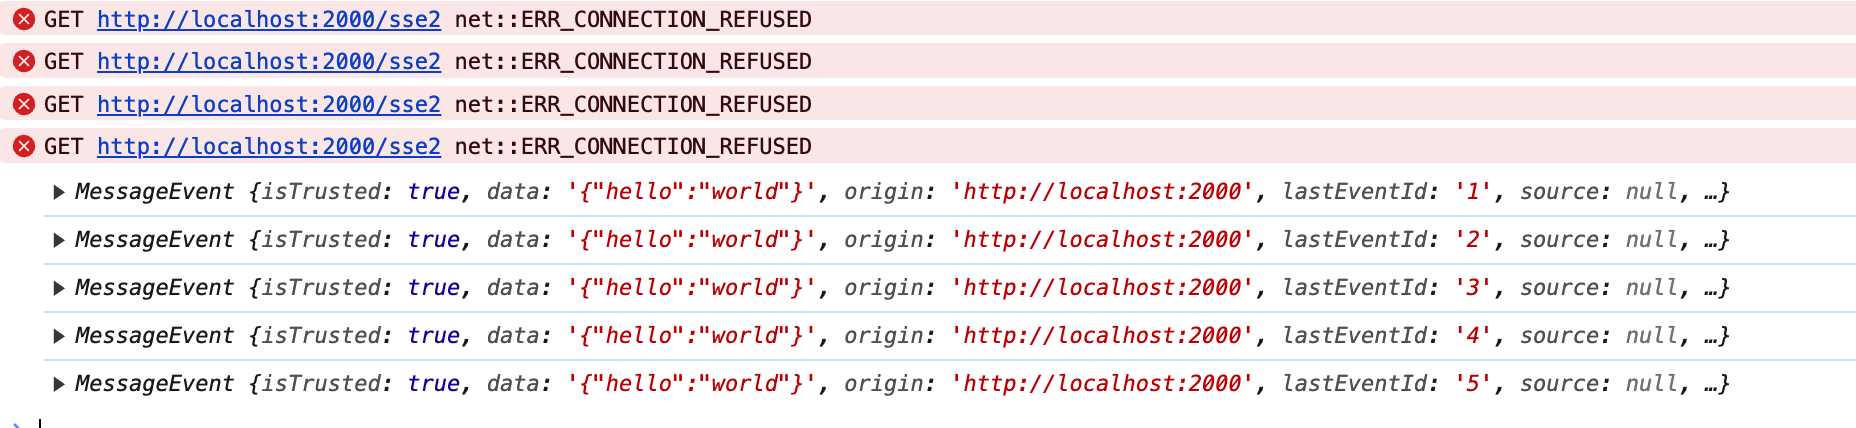 GET http://localhost:2000/sse2 net::ERR_CONNECTION_REFUSED
GET http://localhost:2000/sse2 net::ERR_CONNECTION_REFUSED
GET http://localhost:2000/sse2 net::ERR_CONNECTION_REFUSED
GET http://localhost:2000/sse2 net::ERR_CONNECTION_REFUSED
MessageEvent {isTrusted: true, data: '{"hello":"world"}', origin: 'http://localhost:2000', lastEventId: '1', source: null, …}
MessageEvent {isTrusted: true, data: '{"hello":"world"}', origin: 'http://localhost:2000', lastEventId: '2', source: null, …}
MessageEvent {isTrusted: true, data: '{"hello":"world"}', origin: 'http://localhost:2000', lastEventId: '3', source: null, …}
MessageEvent {isTrusted: true, data: '{"hello":"world"}', origin: 'http://localhost:2000', lastEventId: '4', source: null, …}
MessageEvent {isTrusted: true, data: '{"hello":"world"}', origin: 'http://localhost:2000', lastEventId: '5', source: null, …}